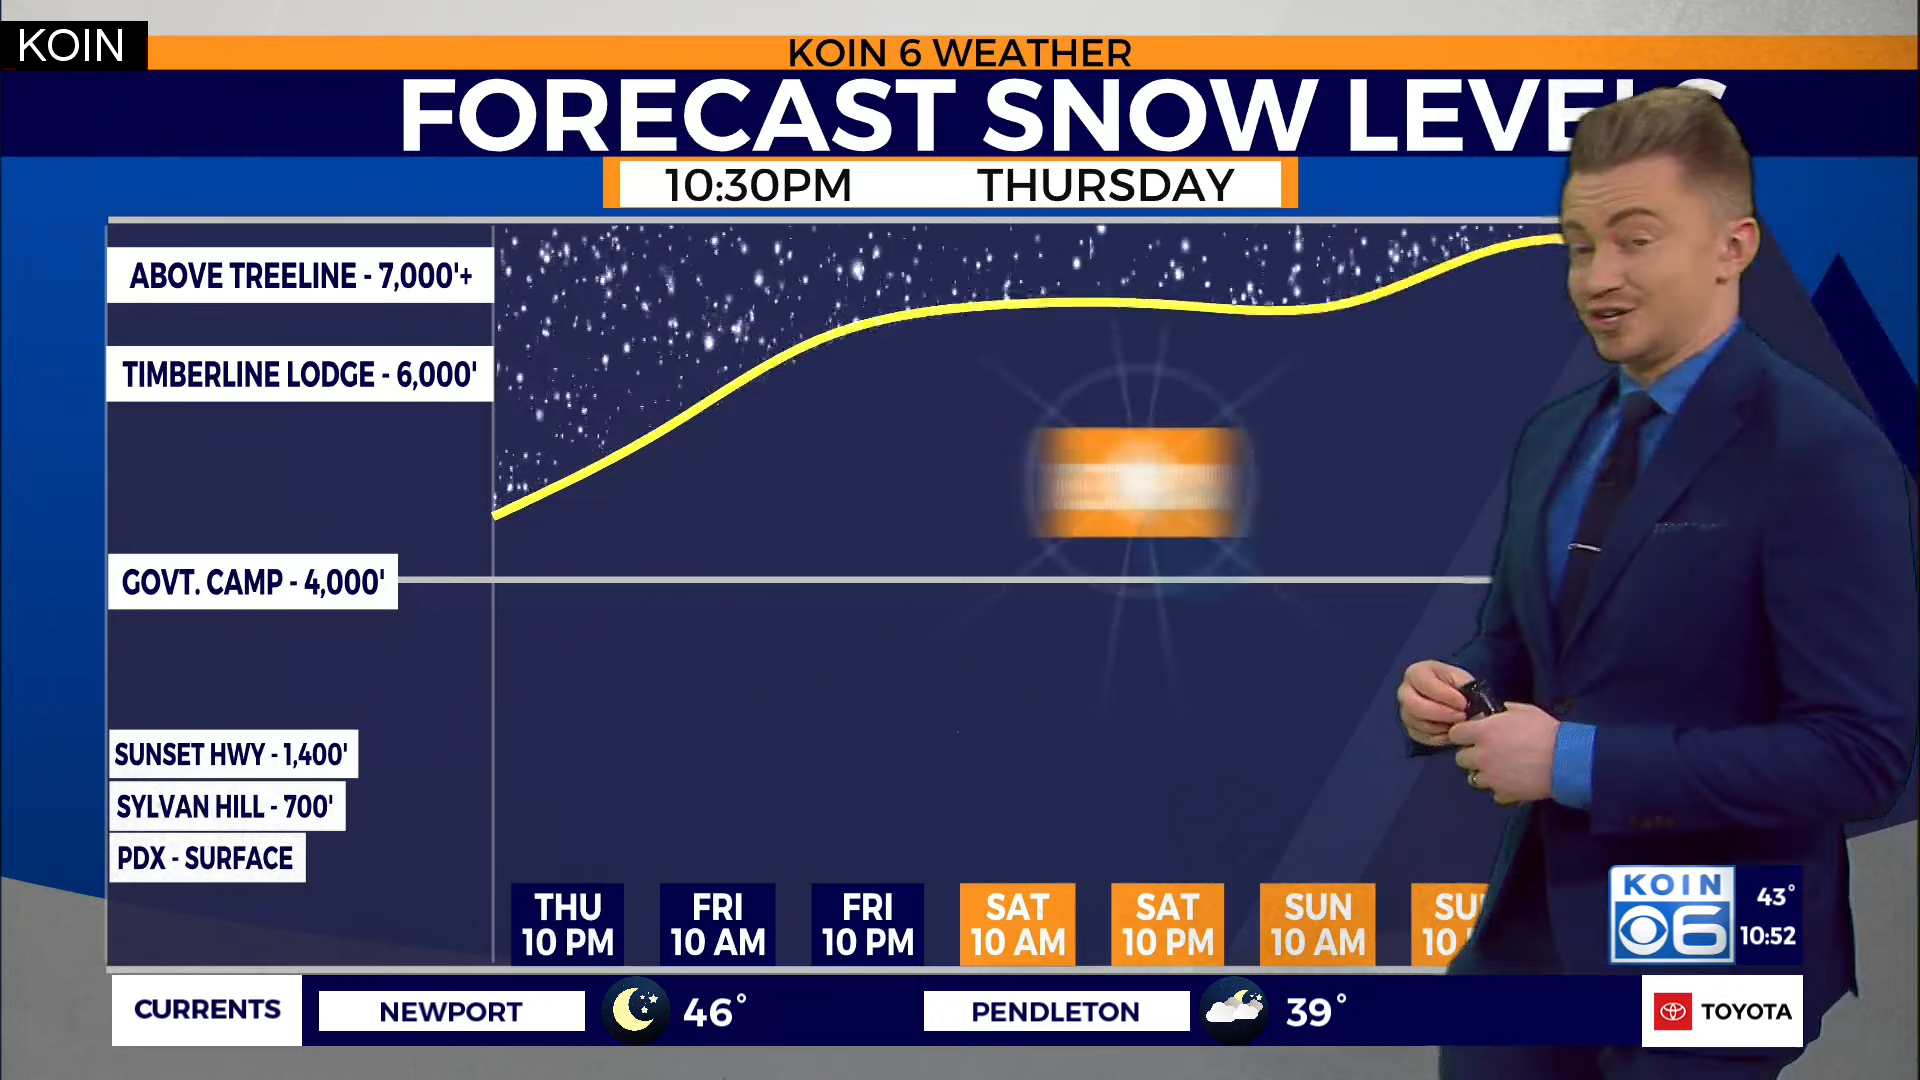 KOIN
KOIN 6 WEATHER
FORECAST SNOW LEVELS
10:30PM THURSDAY
ABOVE TREELINE - 7,000'+
TIMBERLINE LODGE - 6,000'
GOVT. CAMP - 4,000'
SUNSET HWY - 1,400'
SYLVAN HILL - 700'
PDX - SURFACE
THU FRI FRI SAT SAT SUN
10 PM 10 AM 10 PM 10 AM 10 PM 10 AM 10
KOIN
6
43°
10:52
CURRENTS NEWPORT 46° PENDLETON 39° TOYOTA